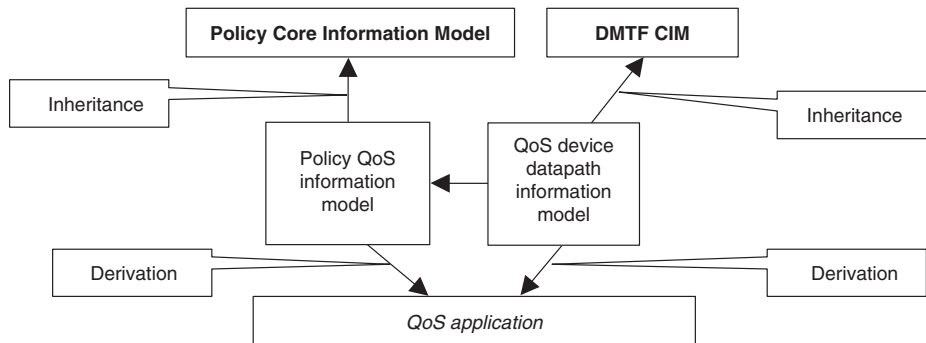 Policy Core Information Model
DMTF CIM
Inheritance
Inheritance
Policy QoS
information
model
QoS device
datapath
information
model
Derivation
Derivation
QoS application